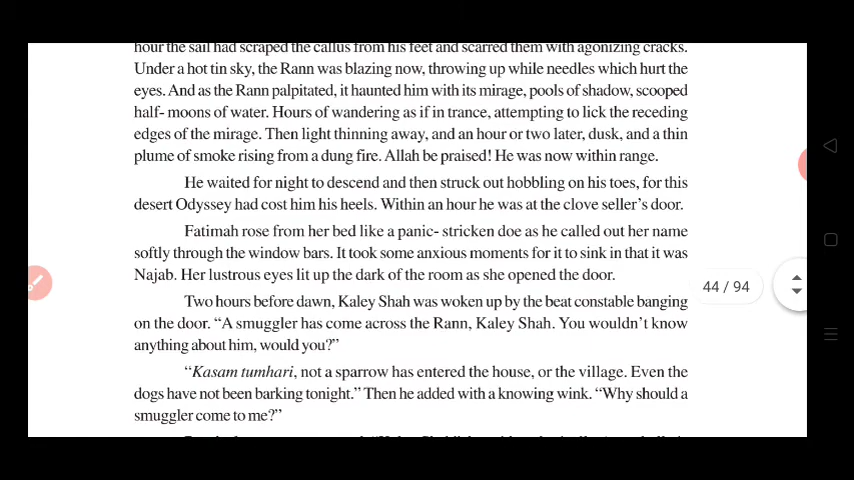 hour the sail had scraped the callus from his feet and scarred them with agonizing cracks.
Under a hot tin sky, the Rann was blazing now, throwing up while needles which hurt the
eyes. And as the Rann palpitated, it haunted him with its mirage, pools of shadow, scooped
half- moons of water. Hours of wandering as if in trance, attempting to lick the receding
edges of the mirage. Then light thinning away, and an hour or two later, dusk, and a thin
plume of smoke rising from a dung fire. Allah be praised! He was now within range.
He waited for night to descend and then struck out hobbling on his toes, for this
desert Odyssey had cost him his heels. Within an hour he was at the clove seller's door.
Fatimah rose from her bed like a panic- stricken doe as he called out her name
softly through the window bars. It took some anxious moments for it to sink in that it was
Najab. Her lustrous eyes lit up the dark of the room as she opened the door.
44 / 94
Two hours before dawn, Kaley Shah was woken up by the beat constable banging
on the door. “A smuggler has come across the Rann, Kaley Shah. You wouldn't know
anything about him, would you?”
“Kasam tumhari, not a sparrow has entered the house, or the village. Even the
dogs have not been barking tonight.” Then he added with a knowing wink. “Why should a
smuggler come to me?”